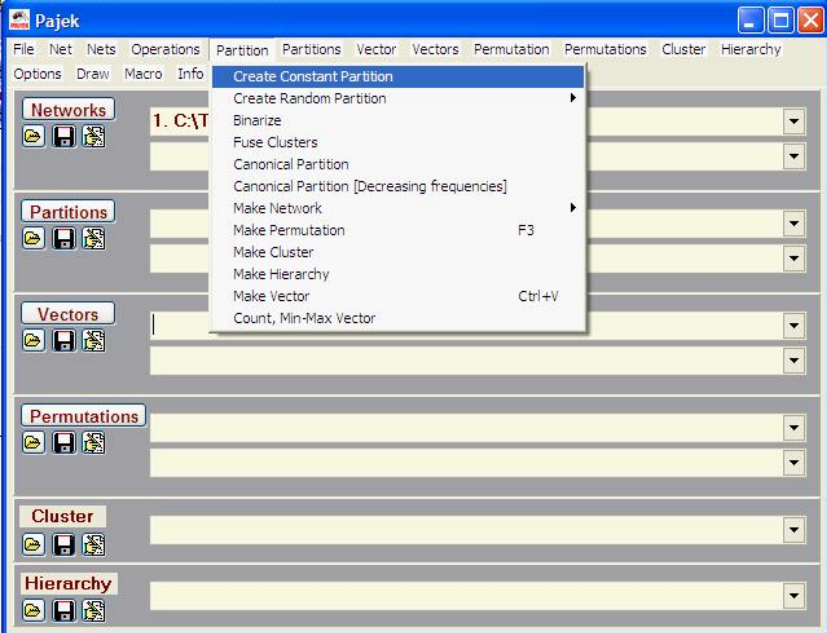 Pajek
File Net Nets Operations Partition Partitions Vector Vectors Permutation Permutations Cluster Hierarchy
Options Draw Macro Info
Create Constant Partition
Create Random Partition
Binarize
Fuse Clusters
Canonical Partition
Canonical Partition [Decreasing frequencies]
Make Network
Make Permutation F3
Make Cluster
Make Hierarchy
Make Vector Ctrl+V
Count, Min-Max Vector
Networks
1. C:\T
Partitions
Vectors
Permutations
Cluster
Hierarchy